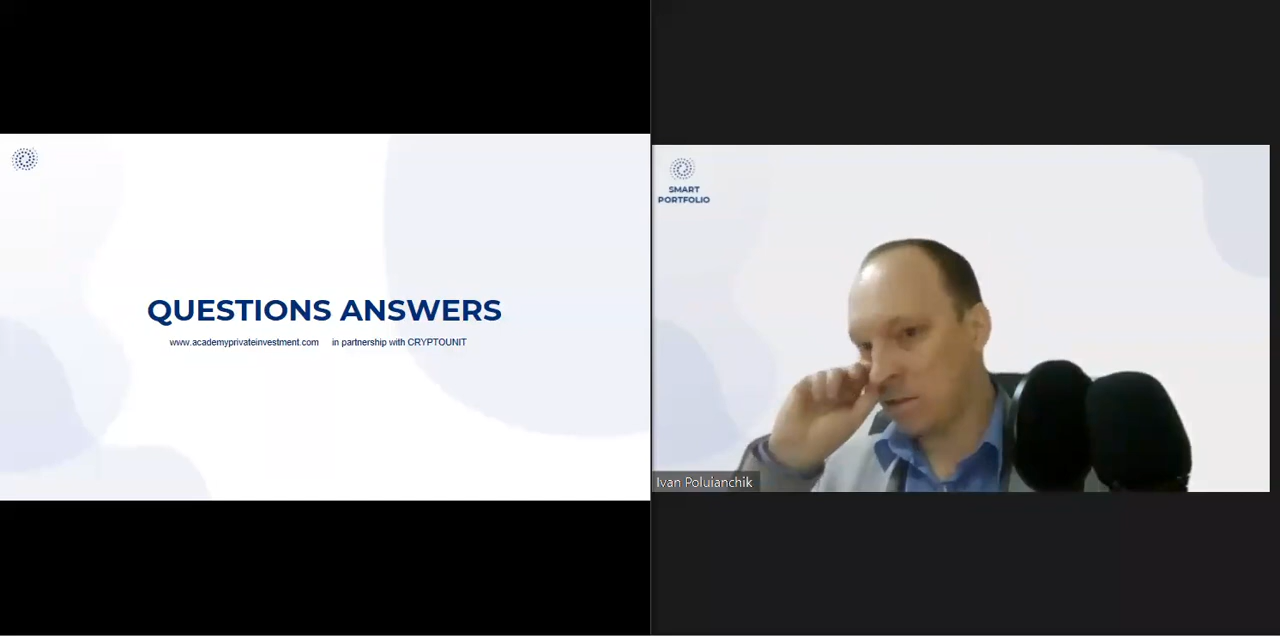 QUESTIONS ANSWERS
www.academyprivateinvestment.com in partnership with CRYPTOUNIT
SMART
PORTFOLIO
Ivan Poluianchik